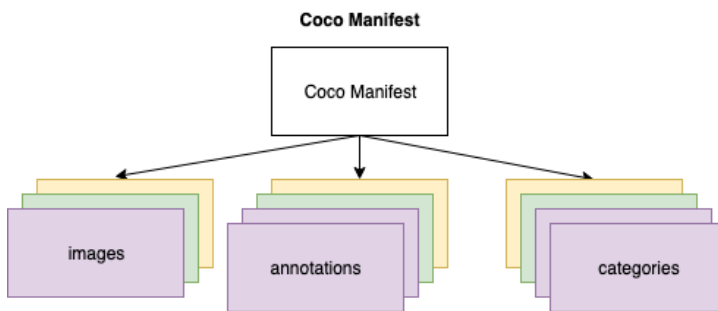 Coco Manifest
Coco Manifest
images
annotations
categories